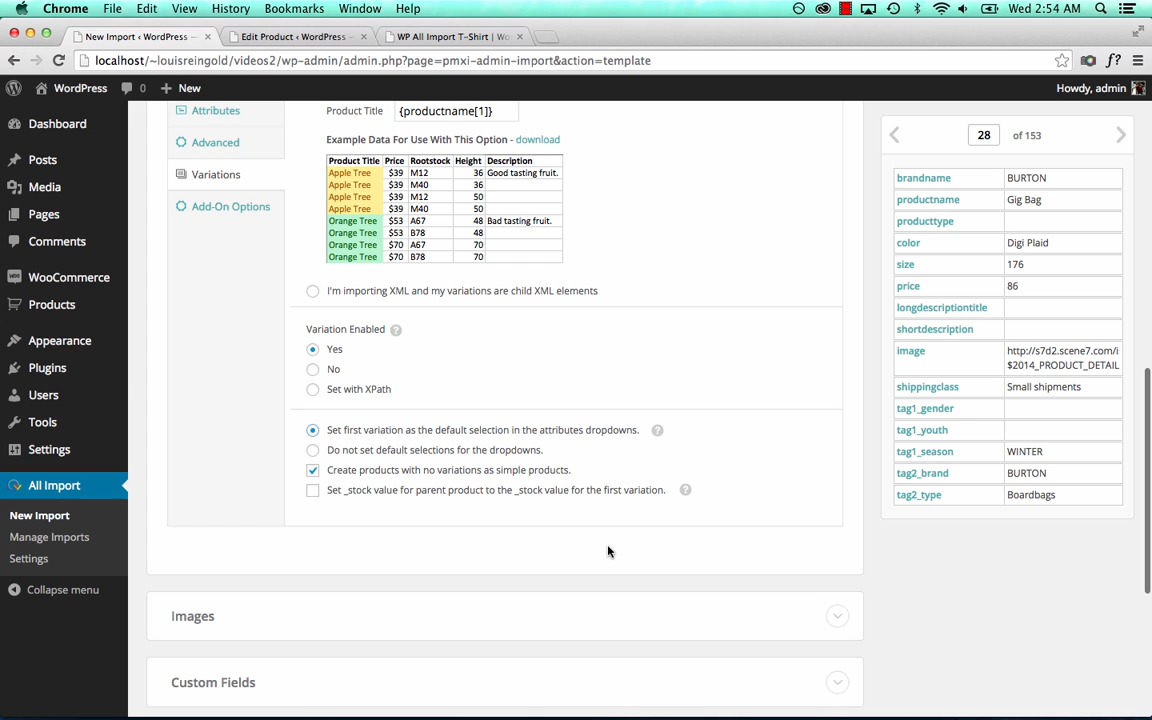 Chrome File Edit View History Bookmarks Window Help Wed 2:54 AM
New Import ‹ WordPress × Edit Product ‹ WordPress × WP All Import T-Shirt | Wo ×
localhost/~louisreingold/videos2/wp-admin/admin.php?page=pmxi-admin-import&action=template f?
WordPress 0 + New Howdy, admin
Dashboard
Posts
Media
Pages
Comments
WooCommerce
Products
Appearance
Plugins
Users
Tools
Settings
All Import
New Import
Manage Imports
Settings
Collapse menu
Attributes
Advanced
Variations
Add-On Options
Product Title {productname[1]}
Example Data For Use With This Option - download
Product Title Price Rootstock Height Description
Apple Tree $39 M12 36 Good tasting fruit.
Apple Tree $39 M40 36
Apple Tree $39 M12 50
Apple Tree $39 M40 50
Orange Tree $53 A67 48 Bad tasting fruit.
Orange Tree $53 B78 48
Orange Tree $70 A67 70
Orange Tree $70 B78 70
I'm importing XML and my variations are child XML elements
Variation Enabled ?
Yes
No
Set with XPath
Set first variation as the default selection in the attributes dropdowns. ?
Do not set default selections for the dropdowns.
Create products with no variations as simple products.
Set _stock value for parent product to the _stock value for the first variation. ?
Images
Custom Fields
28 of 153
brandname BURTON
productname Gig Bag
producttype
color Digi Plaid
size 176
price 86
longdescriptiontitle
shortdescription
image http://s7d2.scene7.com/i
$2014_PRODUCT_DETAIL
shippingclass Small shipments
tag1_gender
tag1_youth
tag1_season WINTER
tag2_brand BURTON
tag2_type Boardbags